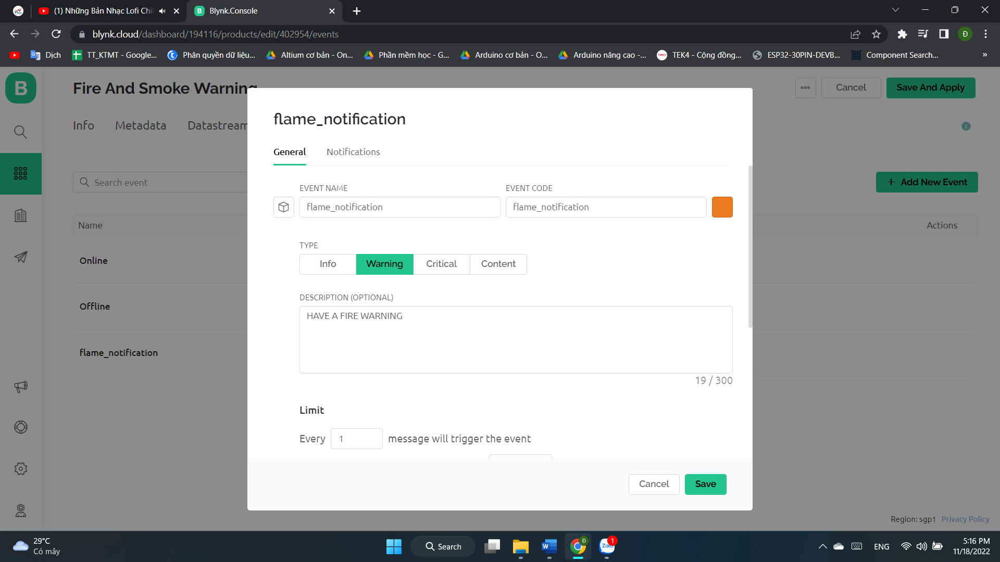 (1) Những Bản Nhạc Lofi Chi
Blynk.Console
blynk.cloud/dashboard/194116/products/edit/402954/events
Đ
Dịch
TT_KTMT - Google...
Phân quyền dữ liệu...
Altium cơ bản - On...
Phần mềm học - G...
Arduino cơ bản - O...
Arduino nâng cao -...
TEK4 - Cộng đồng...
ESP32-30PIN-DEVB...
Component Search...
»
B
Fire And Smoke Warning
Cancel
Save And Apply
Info
Metadata
Datastream
Search event
+ Add New Event
Name
Actions
Online
Offline
flame_notification
flame_notification
General
Notifications
EVENT NAME
EVENT CODE
flame_notification
flame_notification
TYPE
Info
Warning
Critical
Content
DESCRIPTION (OPTIONAL)
HAVE A FIRE WARNING
19 / 300
Limit
Every 1 message will trigger the event
Cancel
Save
Region: sgp1 Privacy Policy
29°C
Có mây
Search
W
Đ
Zalo
1
ENG
5:16 PM
11/18/2022